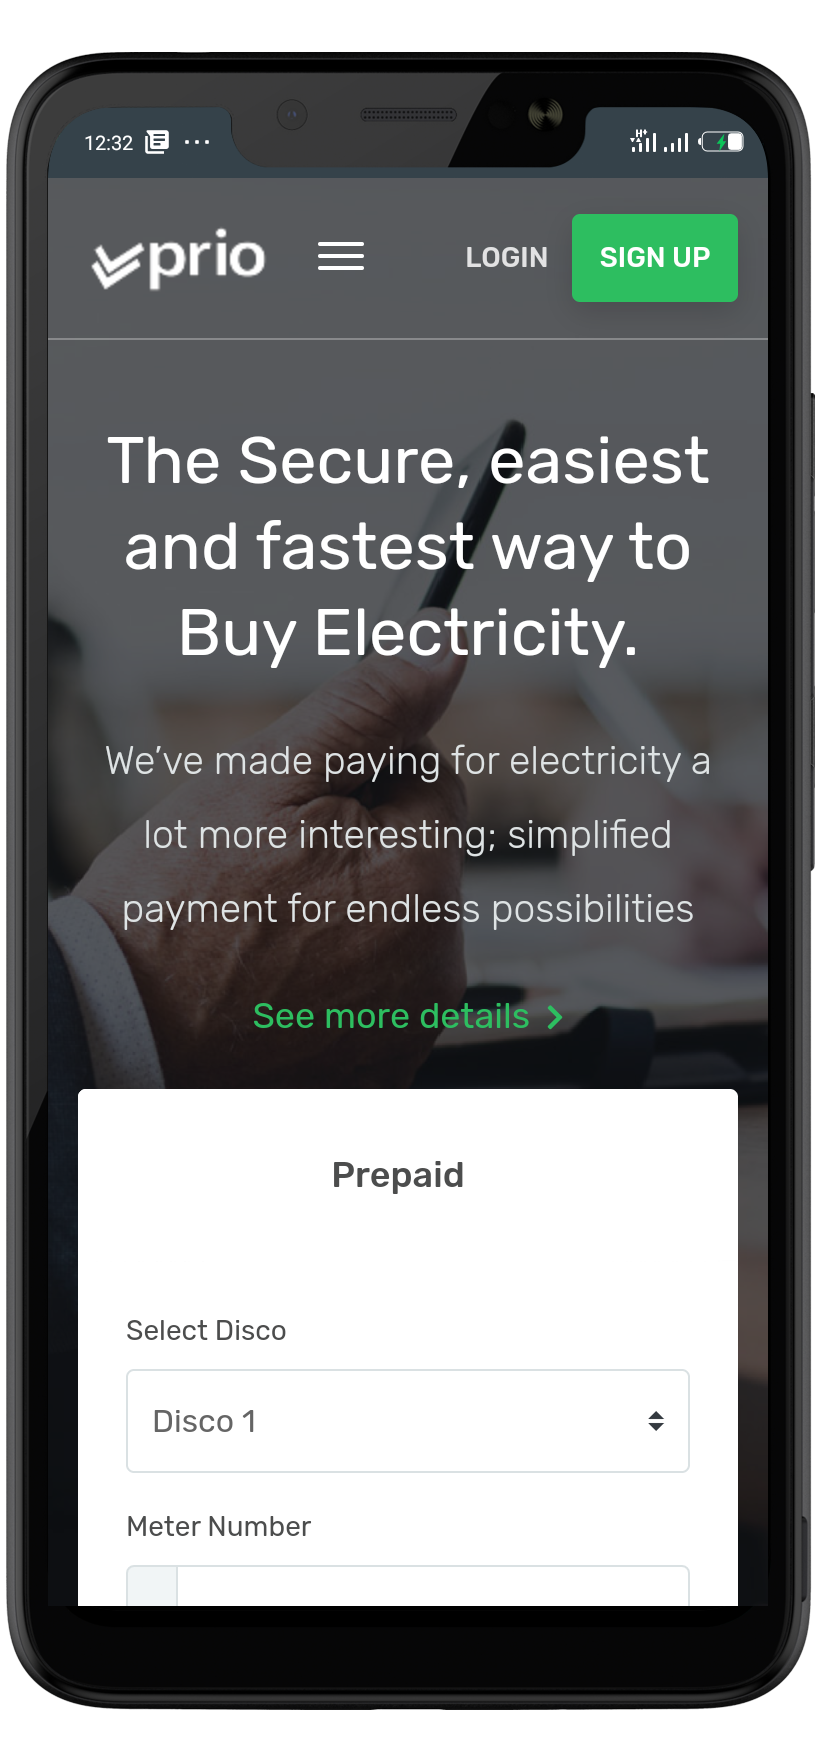 12:32
prio
LOGIN
SIGN UP
The Secure, easiest
and fastest way to
Buy Electricity.
We’ve made paying for electricity a
lot more interesting; simplified
payment for endless possibilities
See more details
Prepaid
Select Disco
Disco 1
Meter Number